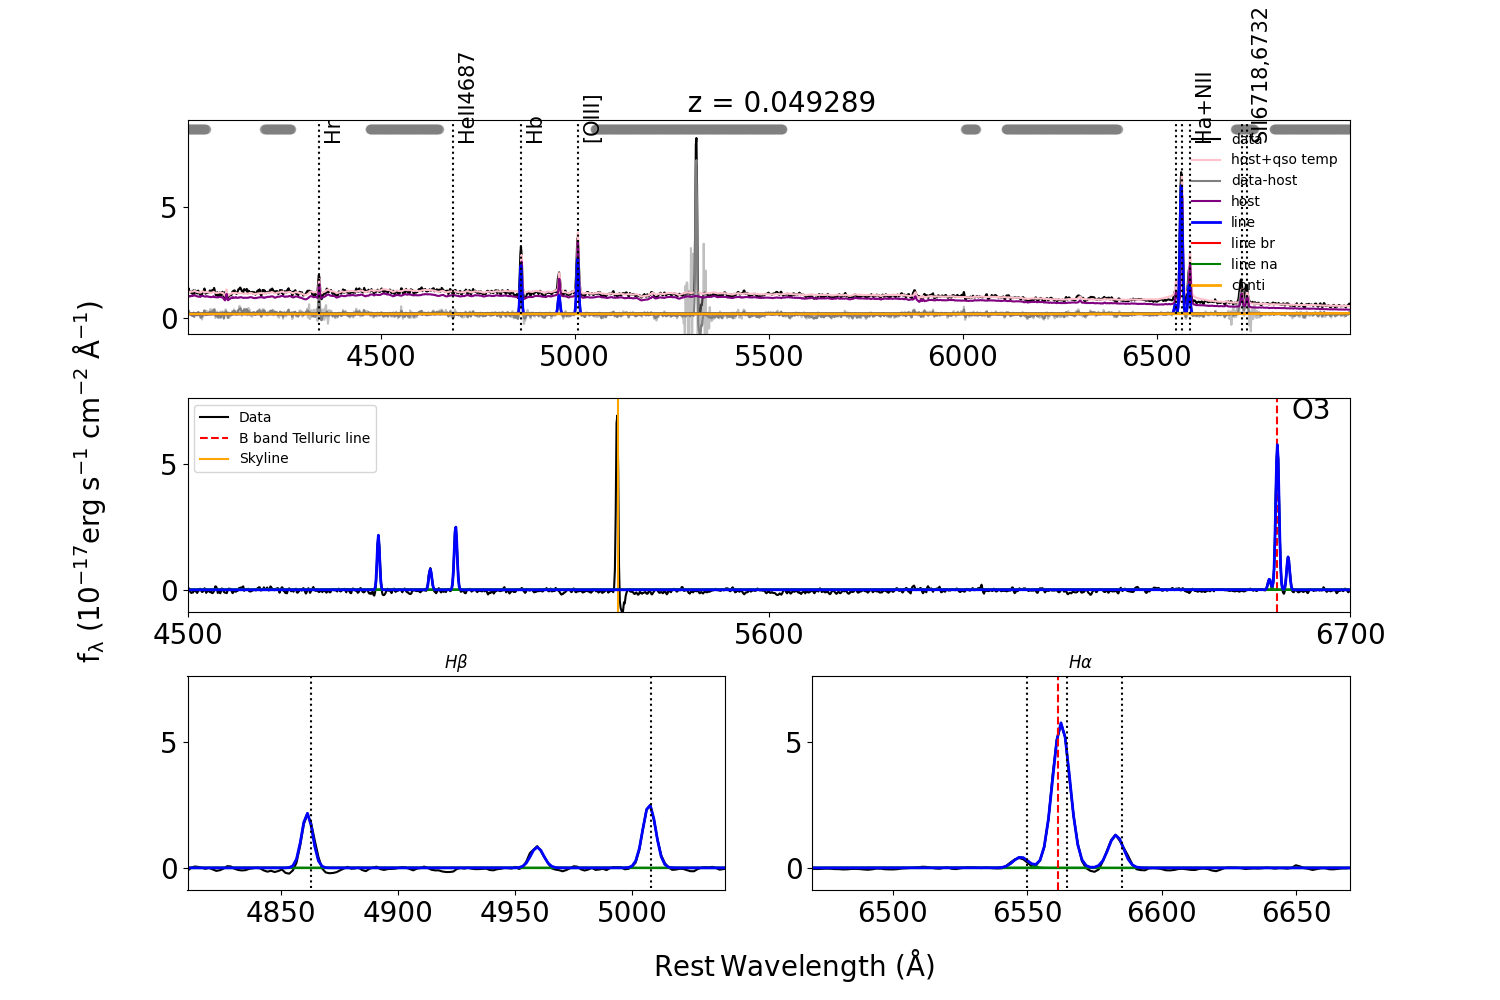 z = 0.049289
Hr
HeII4687
Hb
[OIII]
Ha+NII
SII6718,6732
data
host+qso temp
data-host
host
line
line br
line na
conti
5
0
4500
5000
5500
6000
6500
O3
Data
B band Telluric line
Skyline
5
0
4500
5600
6700
fλ (10⁻¹⁷erg s⁻¹ cm⁻² Å⁻¹)
Hβ
5
0
4850
4900
4950
5000
Hα
5
0
6500
6550
6600
6650
Rest Wavelength (Å)